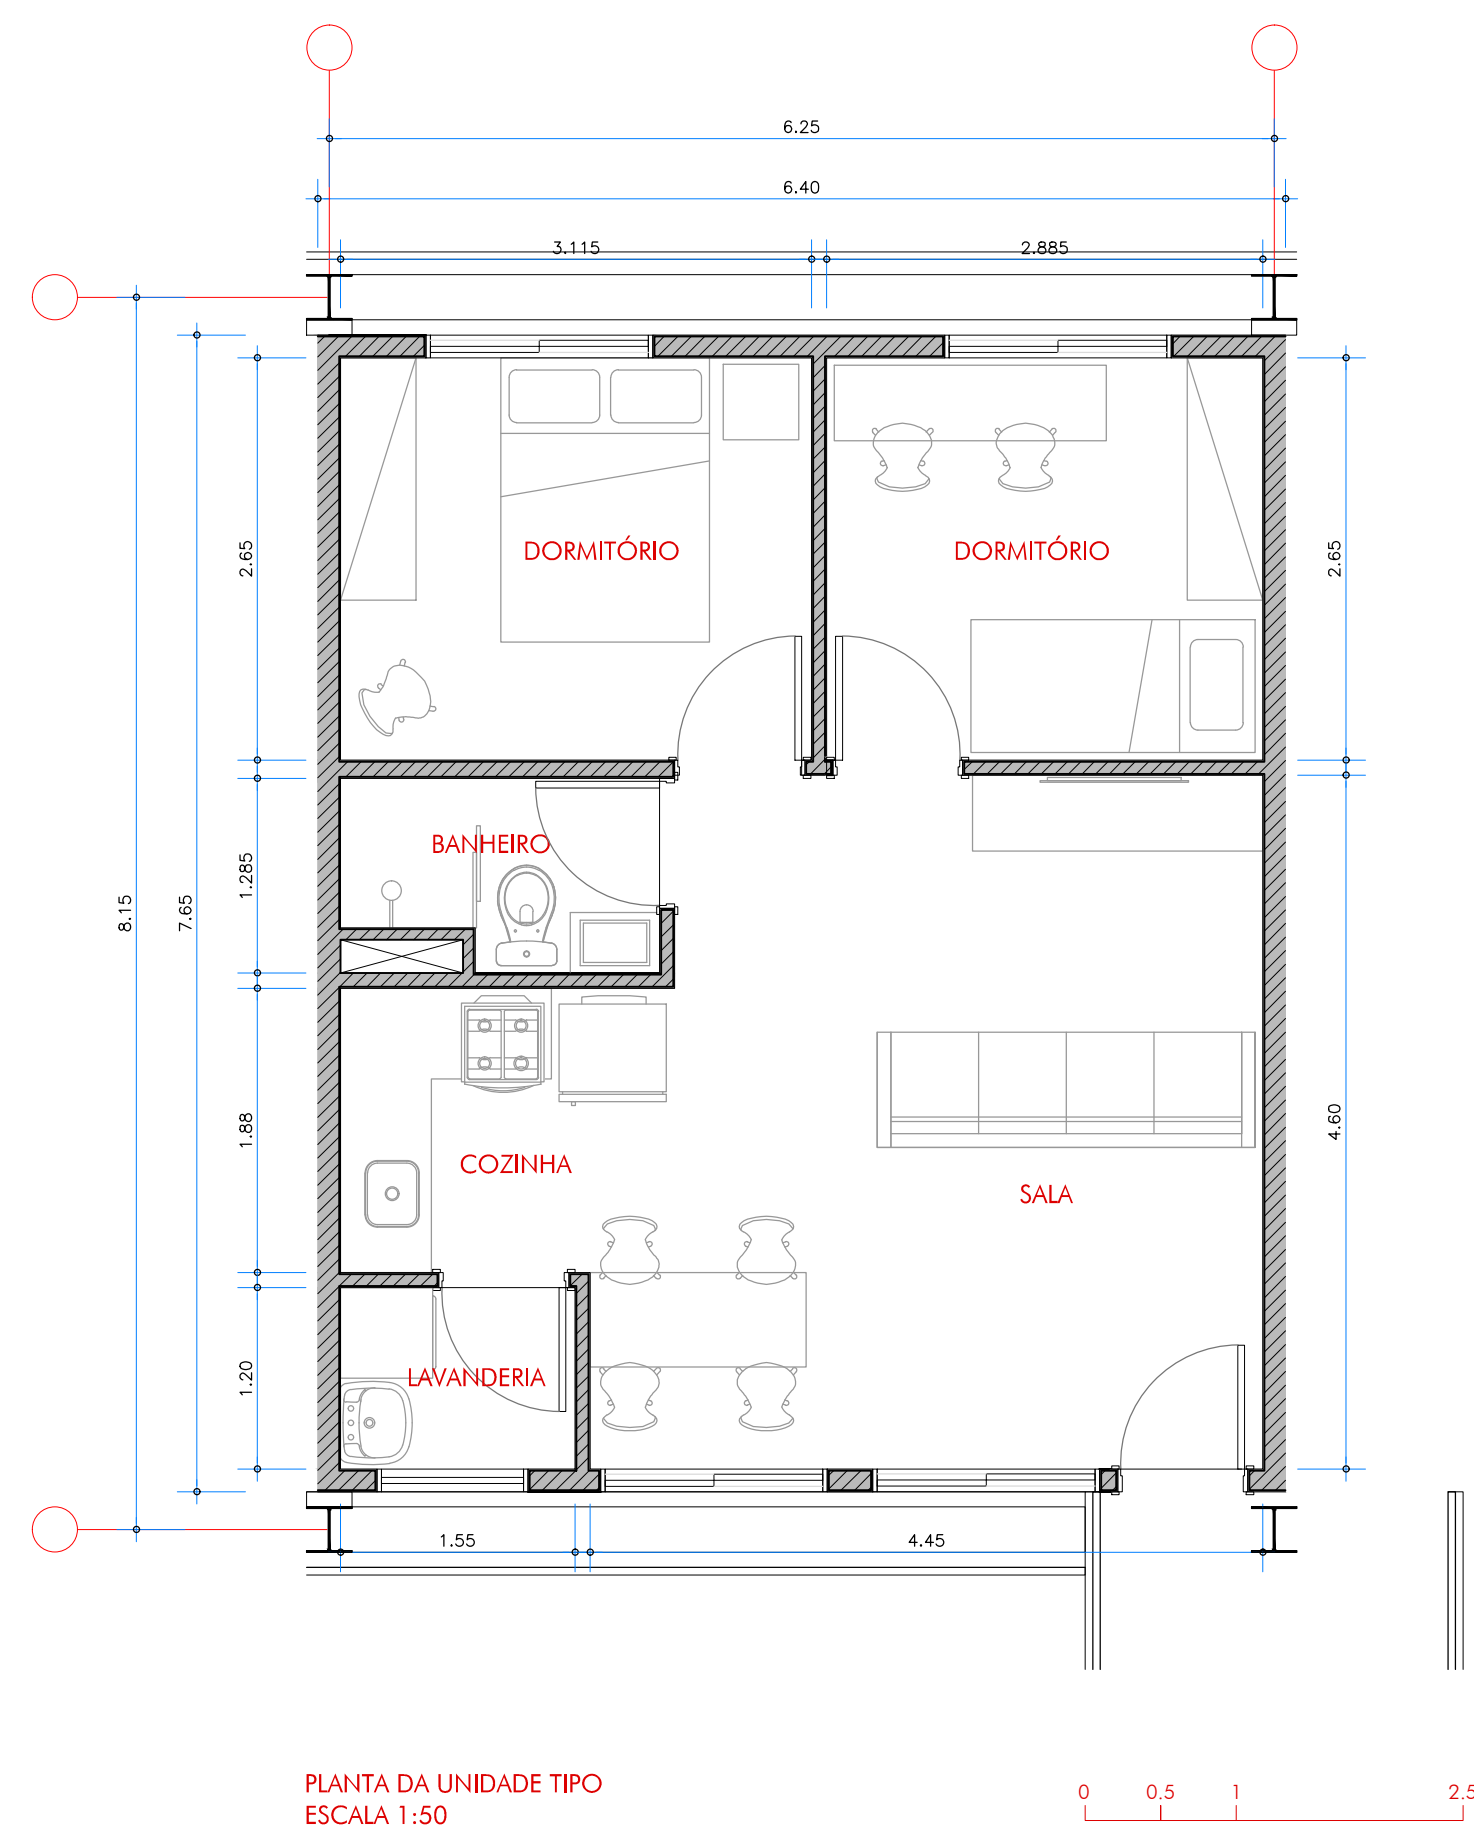 6.25
6.40
3.115
2.885
2.65
DORMITÓRIO
DORMITÓRIO
2.65
BANHEIRO
1.285
8.15
7.65
1.88
COZINHA
SALA
4.60
1.20
LAVANDERIA
1.55
4.45
PLANTA DA UNIDADE TIPO
ESCALA 1:50
0 0.5 1 2.5